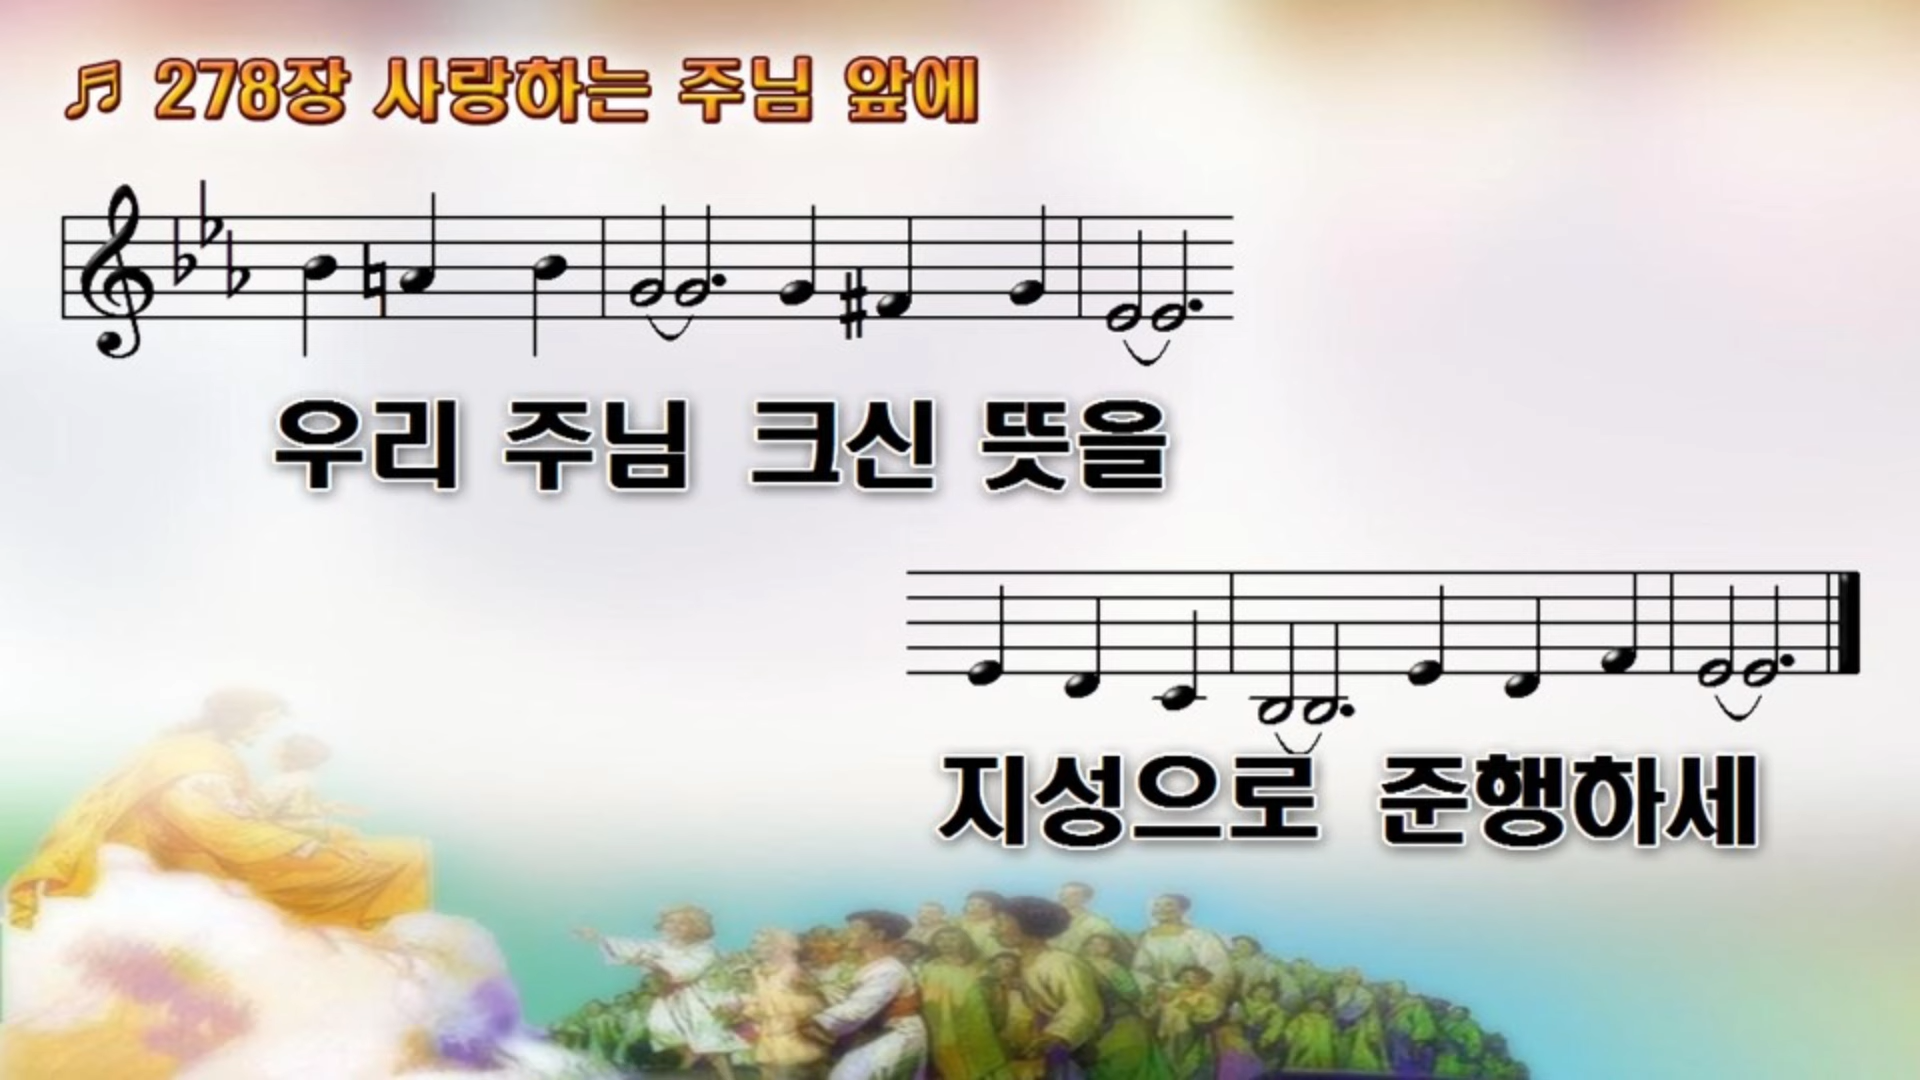 278장 사랑하는 주님 앞에
우리 주님 크신 뜻을
지성으로 준행하세